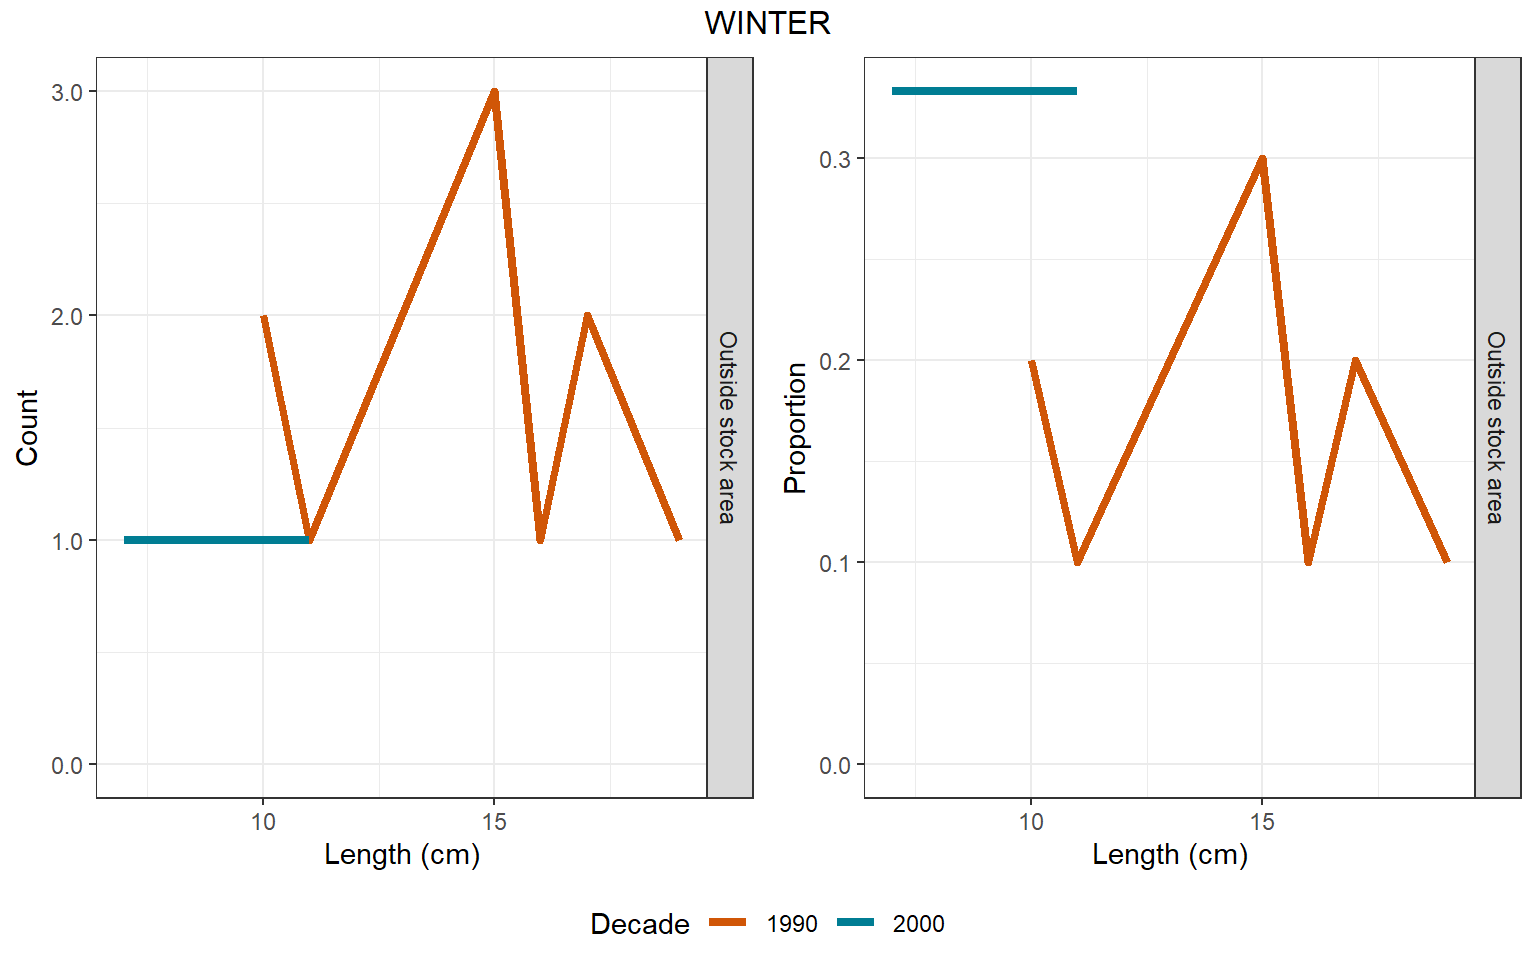 WINTER
3.0
2.0
1.0
0.0
Count
10
15
Length (cm)
Outside stock area
0.3
0.2
0.1
0.0
Proportion
10
15
Length (cm)
Outside stock area
Decade 1990 2000